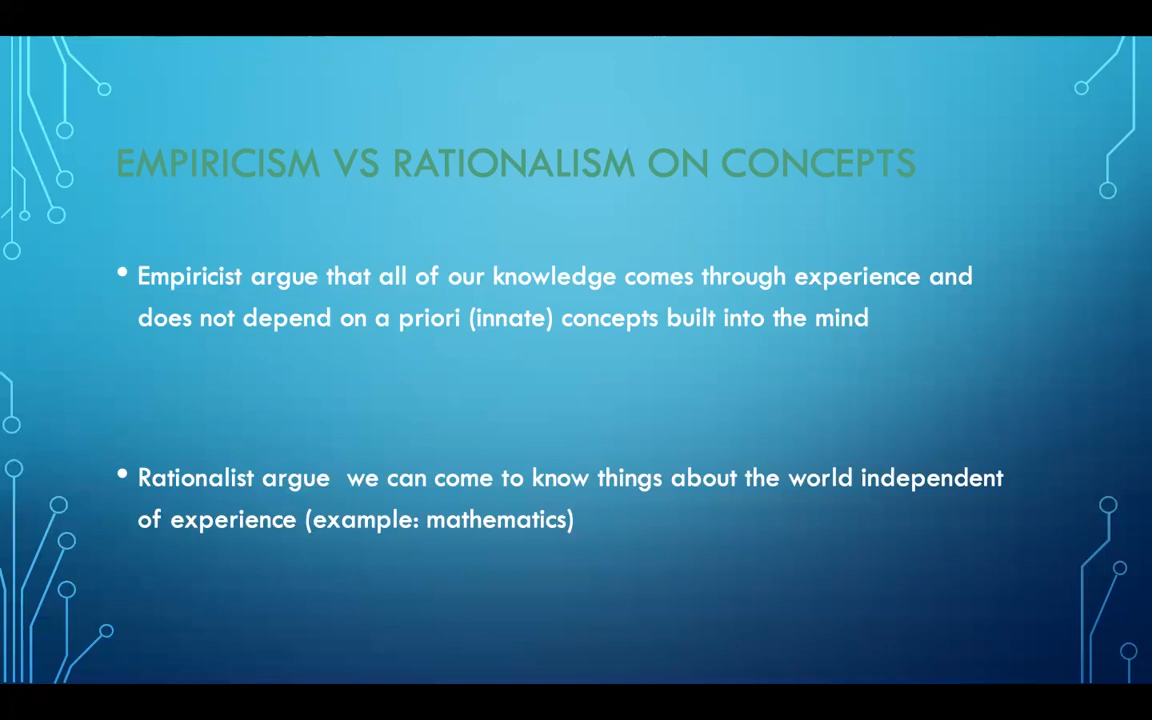 EMPIRICISM VS RATIONALISM ON CONCEPTS
• Empiricist argue that all of our knowledge comes through experience and
does not depend on a priori (innate) concepts built into the mind
• Rationalist argue  we can come to know things about the world independent
of experience (example: mathematics)